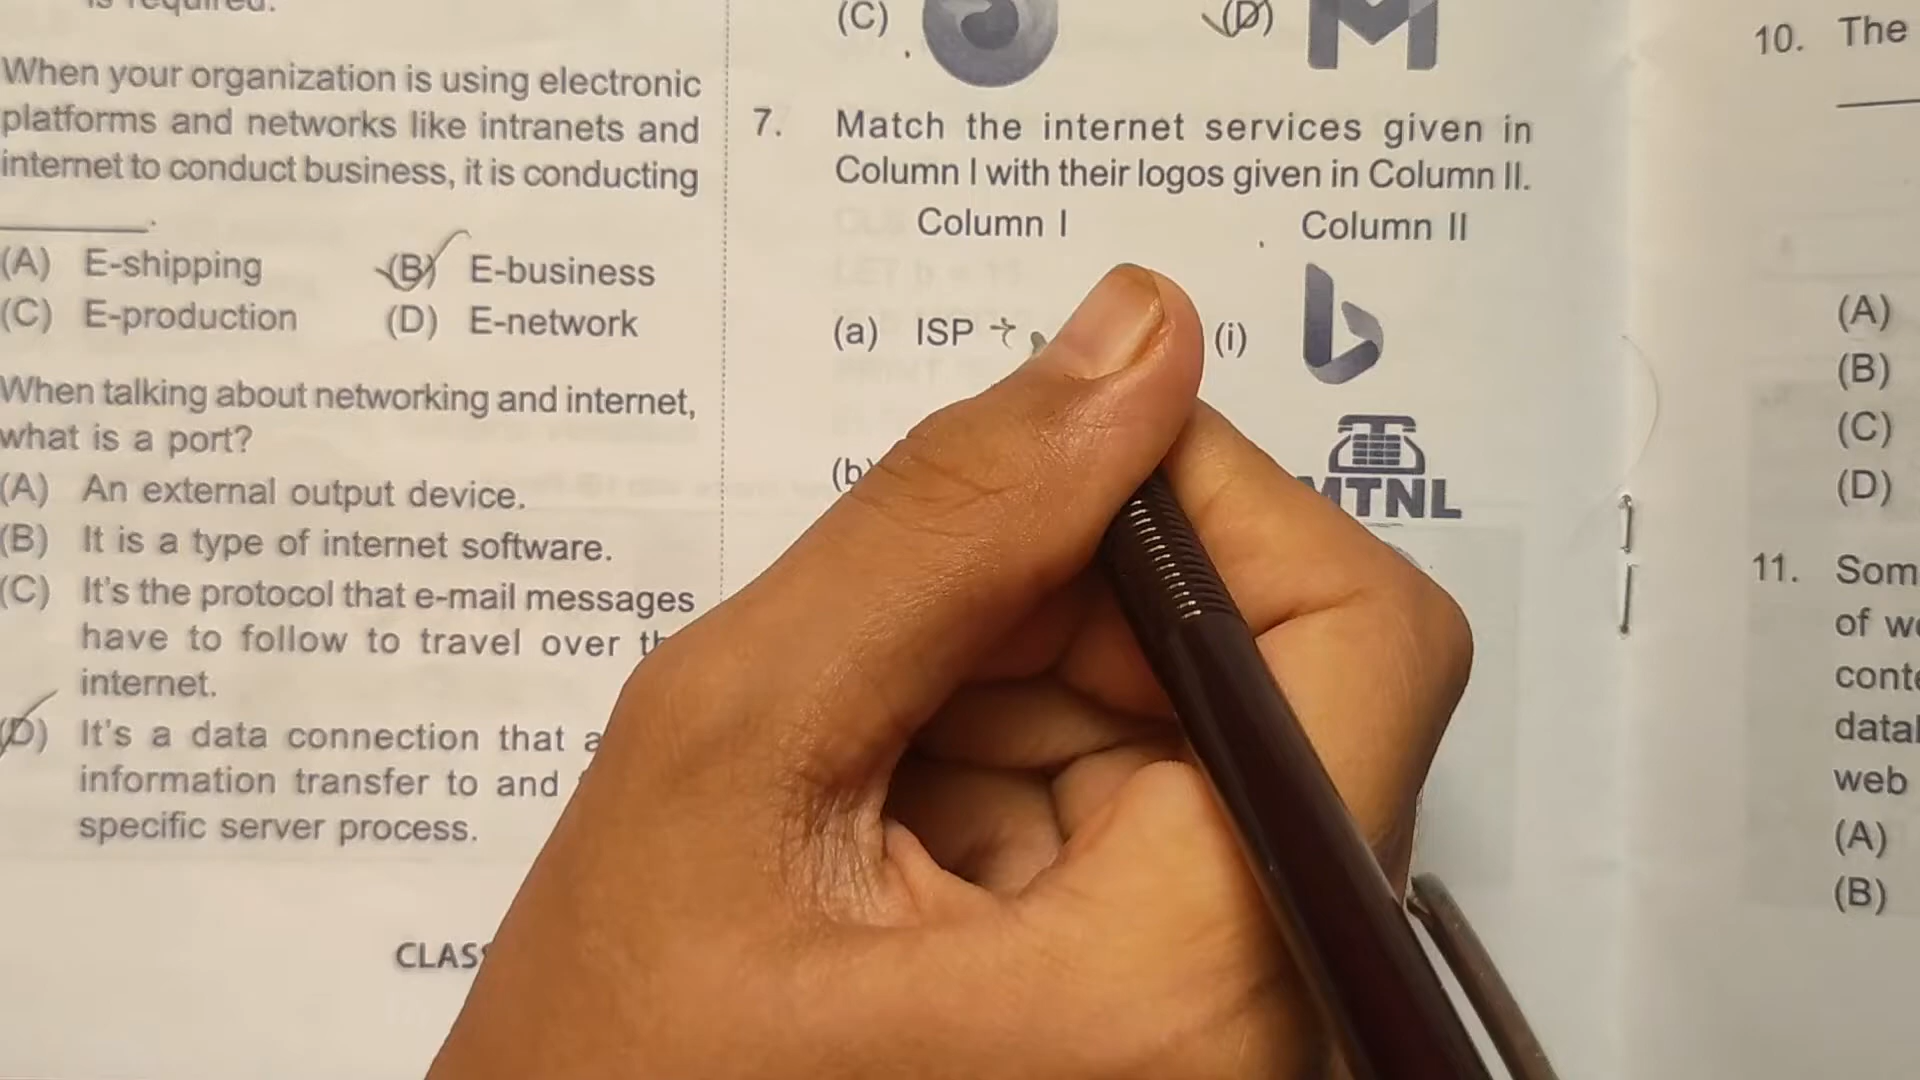 is required.
When your organization is using electronic
platforms and networks like intranets and
internet to conduct business, it is conducting
.
(A) E-shipping (B) E-business
(C) E-production (D) E-network
When talking about networking and internet,
what is a port?
(A) An external output device.
(B) It is a type of internet software.
(C) It's the protocol that e-mail messages
have to follow to travel over
internet.
(D) It's a data connection that
information transfer to and
specific server process.
(C) (D) M
7. Match the internet services given in
Column I with their logos given in Column II.
Column I Column II
(a) ISP (i) b
(b)
MTNL
10. The
(A)
(B)
(C)
(D)
11.
of
web
(A)
(B)